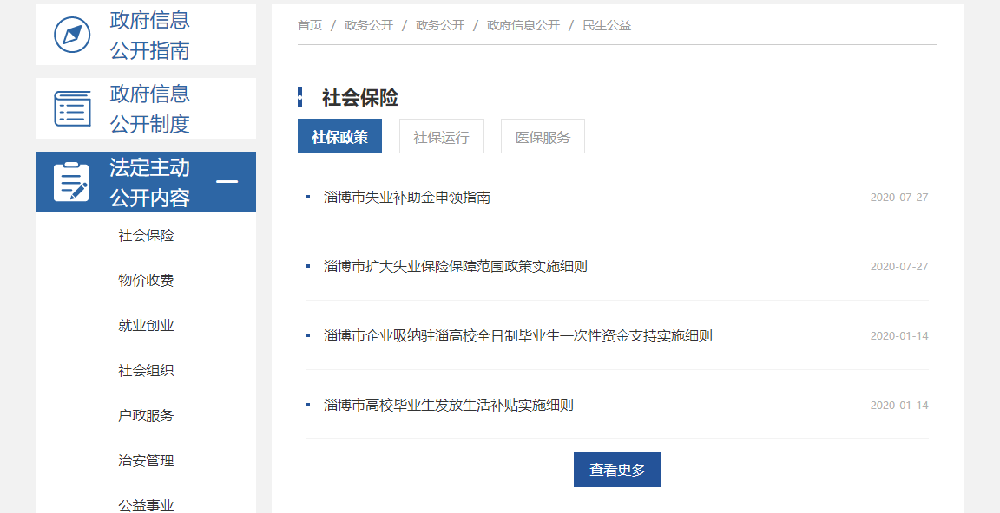 政府信息
公开指南
政府信息
公开制度
法定主动
公开内容
社会保险
物价收费
就业创业
社会组织
户政服务
治安管理
公益事业
首页 / 政务公开 / 政务公开 / 政府信息公开 / 民生公益
社会保险
社保政策 社保运行 医保服务
淄博市失业补助金申领指南 2020-07-27
淄博市扩大失业保险保障范围政策实施细则 2020-07-27
淄博市企业吸纳驻淄高校全日制毕业生一次性资金支持实施细则 2020-01-14
淄博市高校毕业生发放生活补贴实施细则 2020-01-14
查看更多